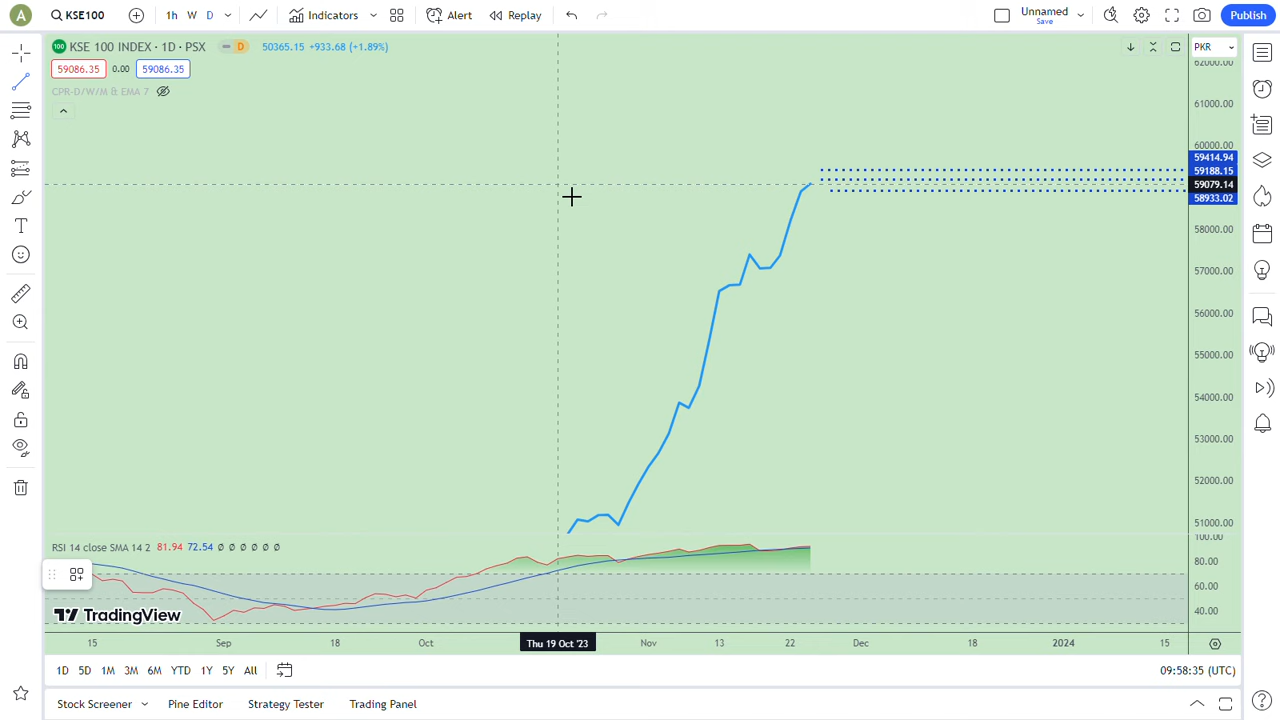 A KSE100 1h W D Indicators Alert Replay Unnamed Save Publish
100 KSE 100 INDEX · 1D · PSX D 50365.15 +933.68 (+1.89%) PKR
59086.35 0.00 59086.35
CPR-D/W/M & EMA 7
61000.00
60000.00
59414.94
59188.15
59079.14
58933.02
58000.00
57000.00
56000.00
55000.00
54000.00
53000.00
52000.00
51000.00
RSI 14 close SMA 14 2 81.94 72.54 Ø Ø Ø Ø Ø Ø
100.00
80.00
60.00
40.00
TradingView
15 Sep 18 Oct Thu 19 Oct '23 Nov 13 22 Dec 18 2024 15
1D 5D 1M 3M 6M YTD 1Y 5Y All 09:58:35 (UTC)
Stock Screener Pine Editor Strategy Tester Trading Panel